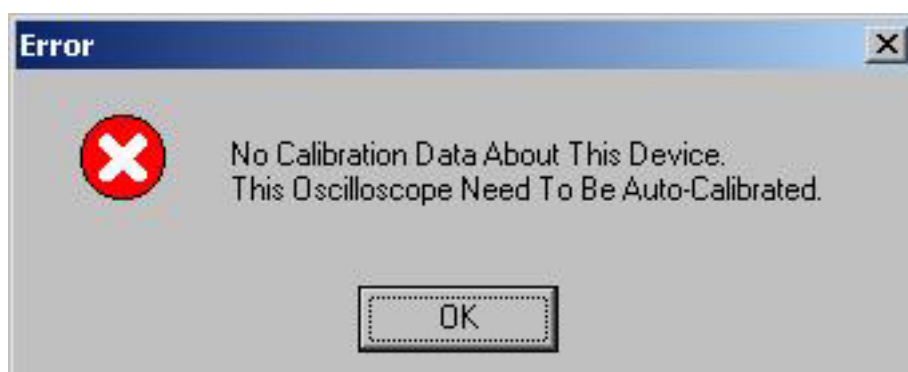 Error
No Calibration Data About This Device.
This Oscilloscope Need To Be Auto-Calibrated.
OK